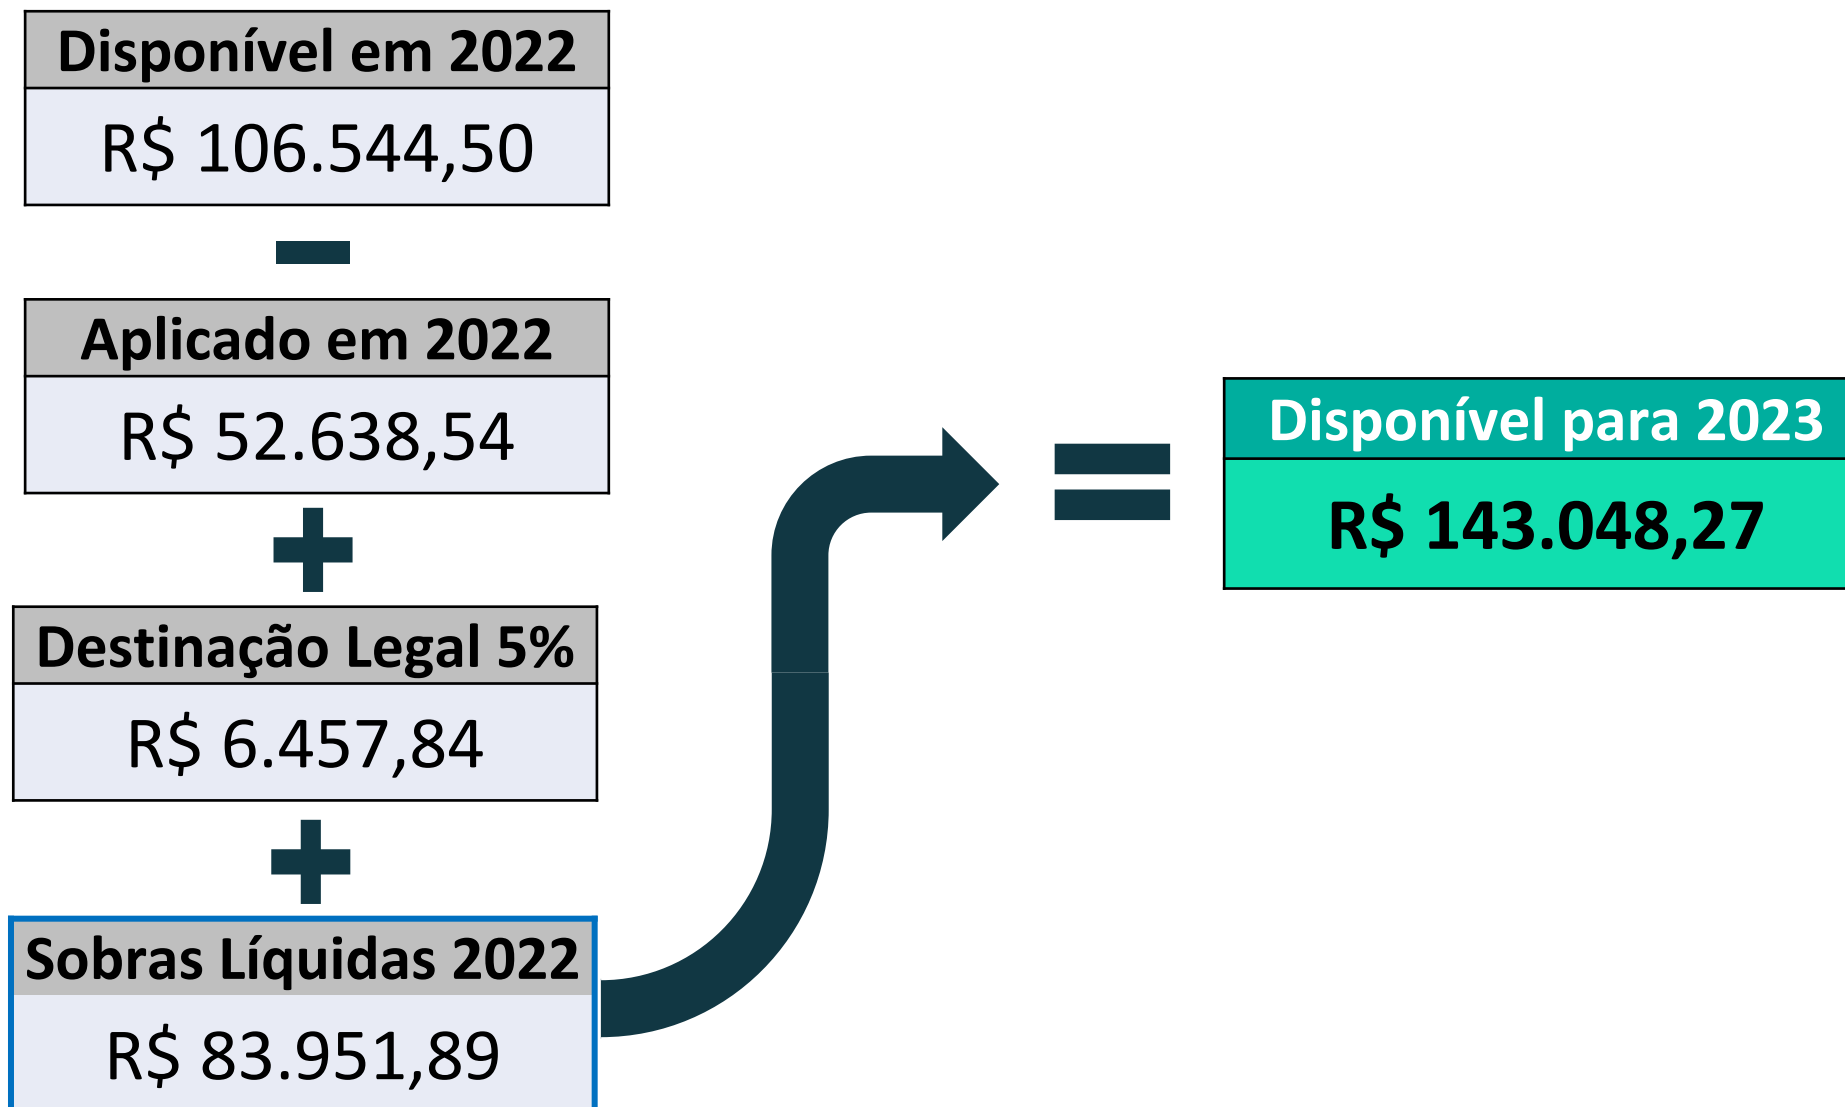 Disponível em 2022
R$ 106.544,50
Aplicado em 2022
R$ 52.638,54
Destinação Legal 5%
R$ 6.457,84
Sobras Líquidas 2022
R$ 83.951,89
Disponível para 2023
R$ 143.048,27